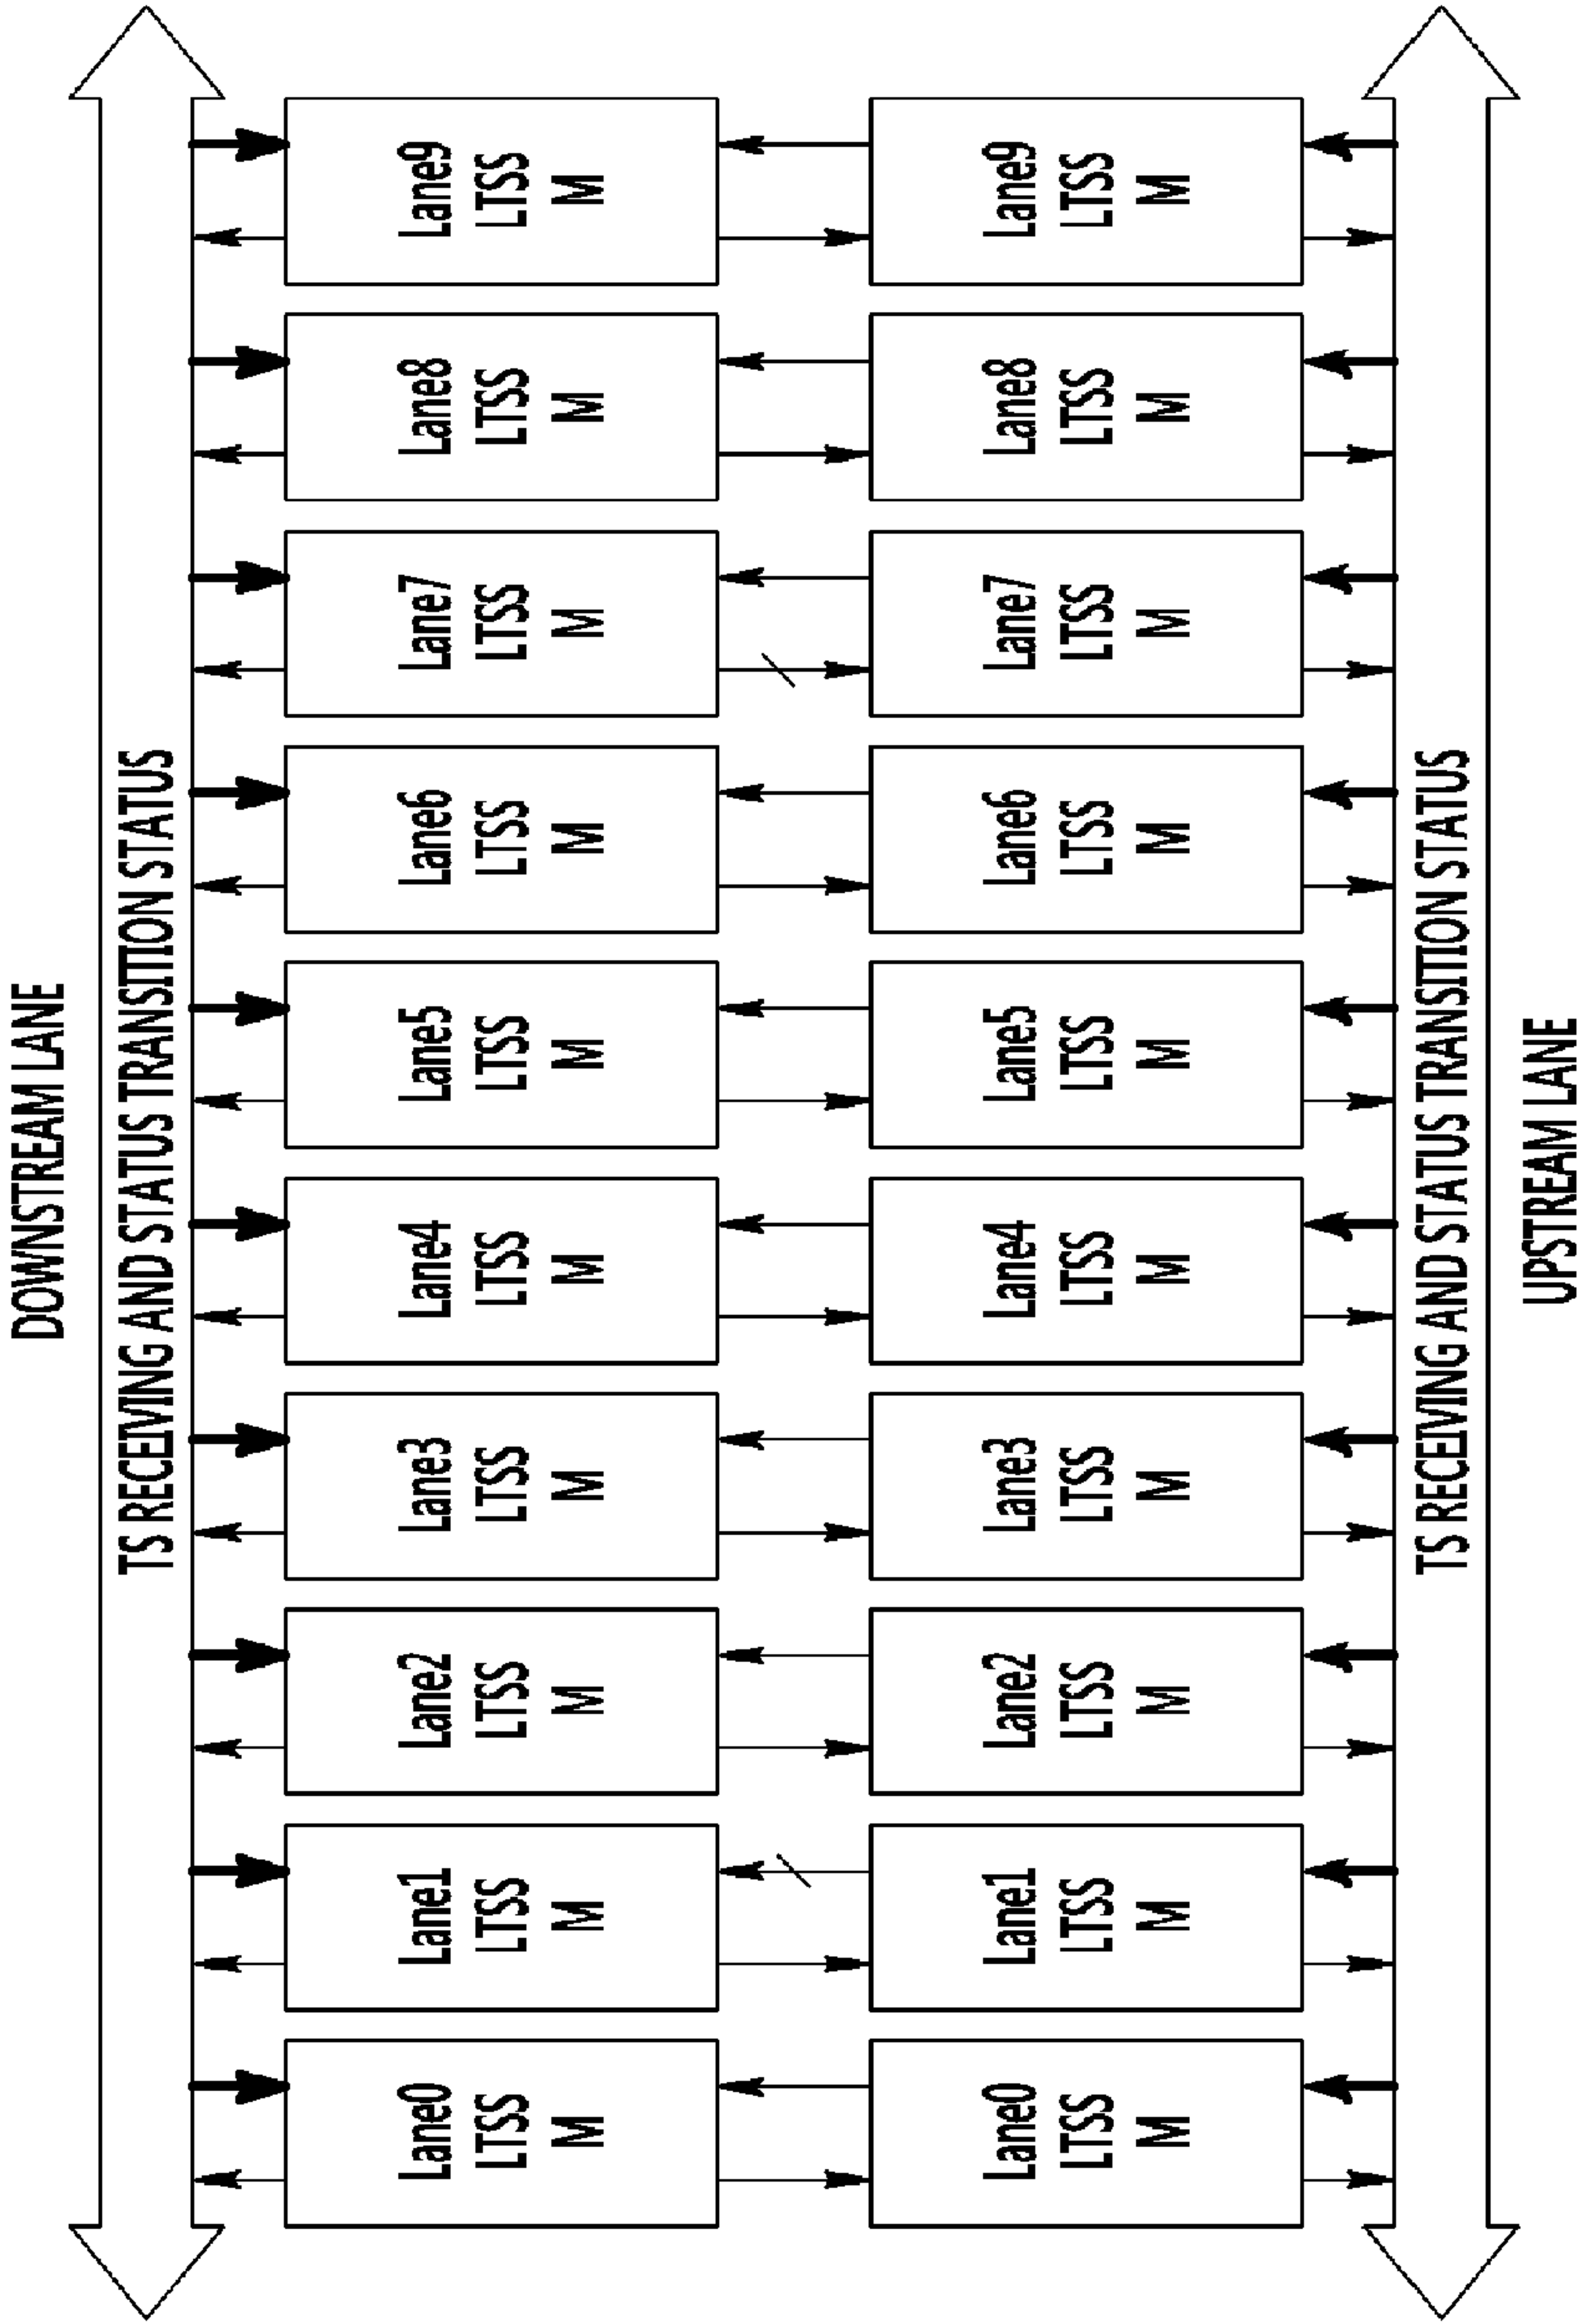 DOWNSTREAM LANE
TS RECEIVING AND STATUS TRANSITION STATUS
Lane0
LTSS
M
Lane1
LTSS
M
Lane2
LTSS
M
Lane3
LTSS
M
Lane4
LTSS
M
Lane5
LTSS
M
Lane6
LTSS
M
Lane7
LTSS
M
Lane8
LTSS
M
Lane9
LTSS
M
Lane0
LTSS
M
Lane1
LTSS
M
Lane2
LTSS
M
Lane3
LTSS
M
Lane4
LTSS
M
Lane5
LTSS
M
Lane6
LTSS
M
Lane7
LTSS
M
Lane8
LTSS
M
Lane9
LTSS
M
TS RECEIVING AND STATUS TRANSITION STATUS
UPSTREAM LANE